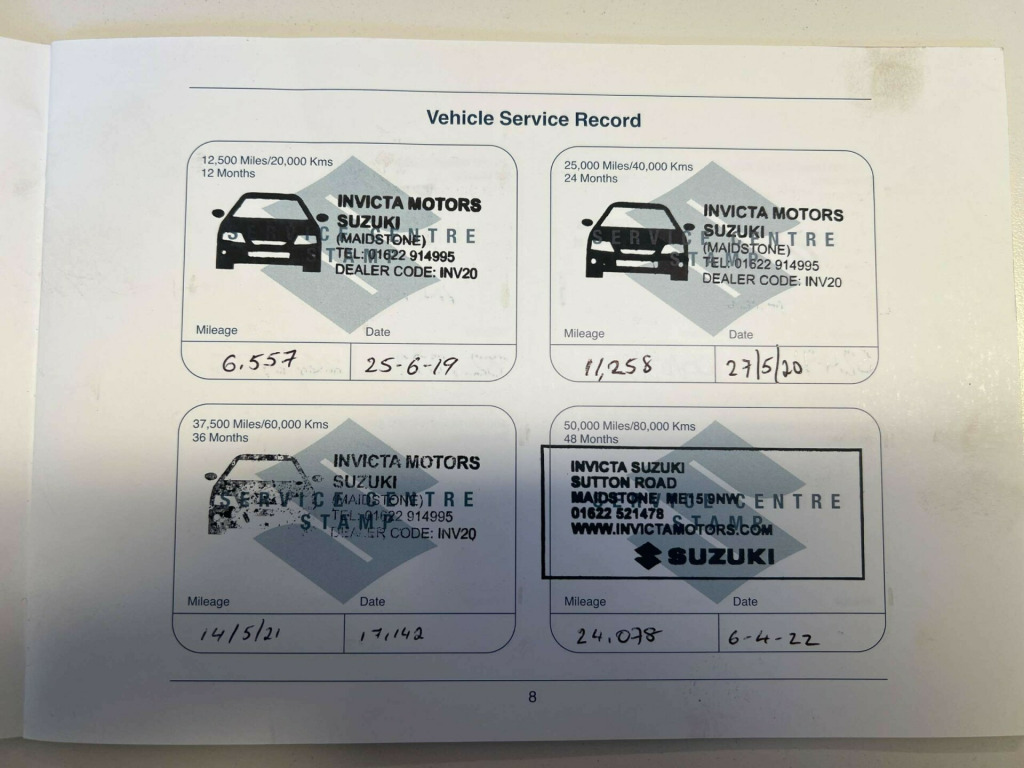 Vehicle Service Record
12,500 Miles/20,000 Kms
12 Months
INVICTA MOTORS
SUZUKI
SERVICE CENTRE
(MAIDSTONE)
STAMP
TEL: 01622 914995
DEALER CODE: INV20
Mileage Date
6.557 25-6-19
25,000 Miles/40,000 Kms
24 Months
INVICTA MOTORS
SUZUKI
SERVICE CENTRE
(MAIDSTONE)
STAMP
TEL: 01622 914995
DEALER CODE: INV20
Mileage Date
11,258 27/5/20
37,500 Miles/60,000 Kms
36 Months
INVICTA MOTORS
SUZUKI
SERVICE CENTRE
(MAIDSTONE)
STAMP
TEL: 01622 914995
DEALER CODE: INV20
Mileage Date
14/5/21 17,142
50,000 Miles/80,000 Kms
48 Months
INVICTA SUZUKI
SUTTON ROAD
MAIDSTONE, ME15 9NW
SERVICE CENTRE
01622 521478
STAMP
WWW.INVICTAMOTORS.COM
SUZUKI
Mileage Date
24,078 6-4-22
8